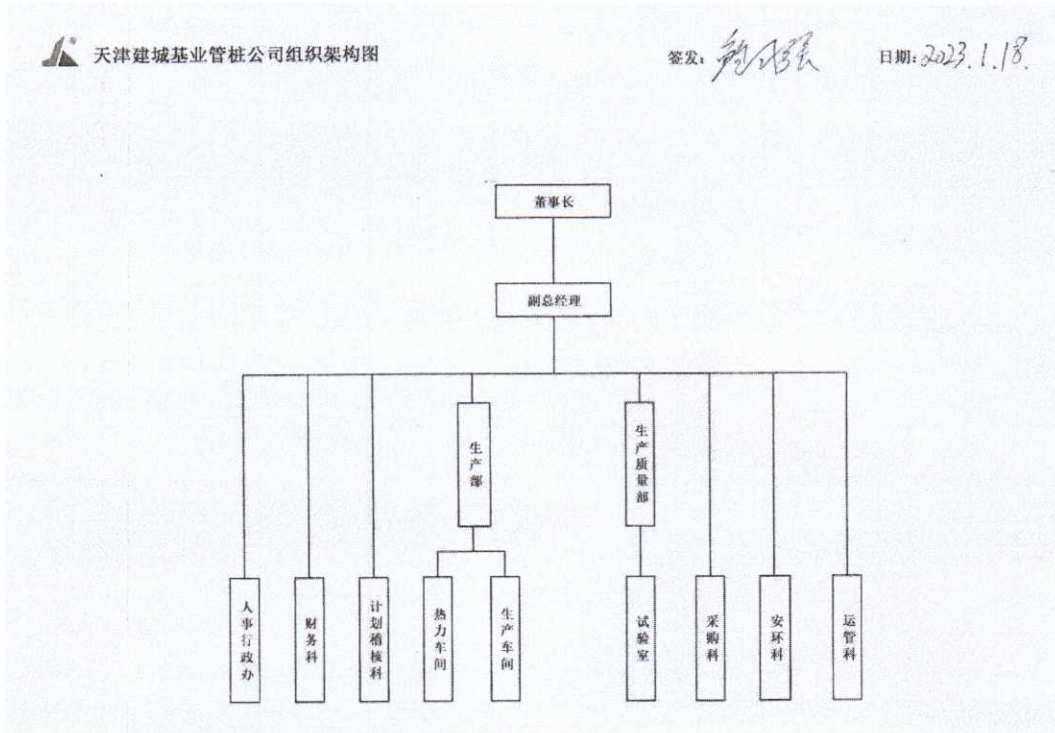 天津建城基业管桩公司组织架构图
签发:
日期:2023.1.18.
董事长
副总经理
生产部
生产质量部
人事行政办
财务科
计划稽核科
热力车间
生产车间
试验室
采购科
安环科
运管科